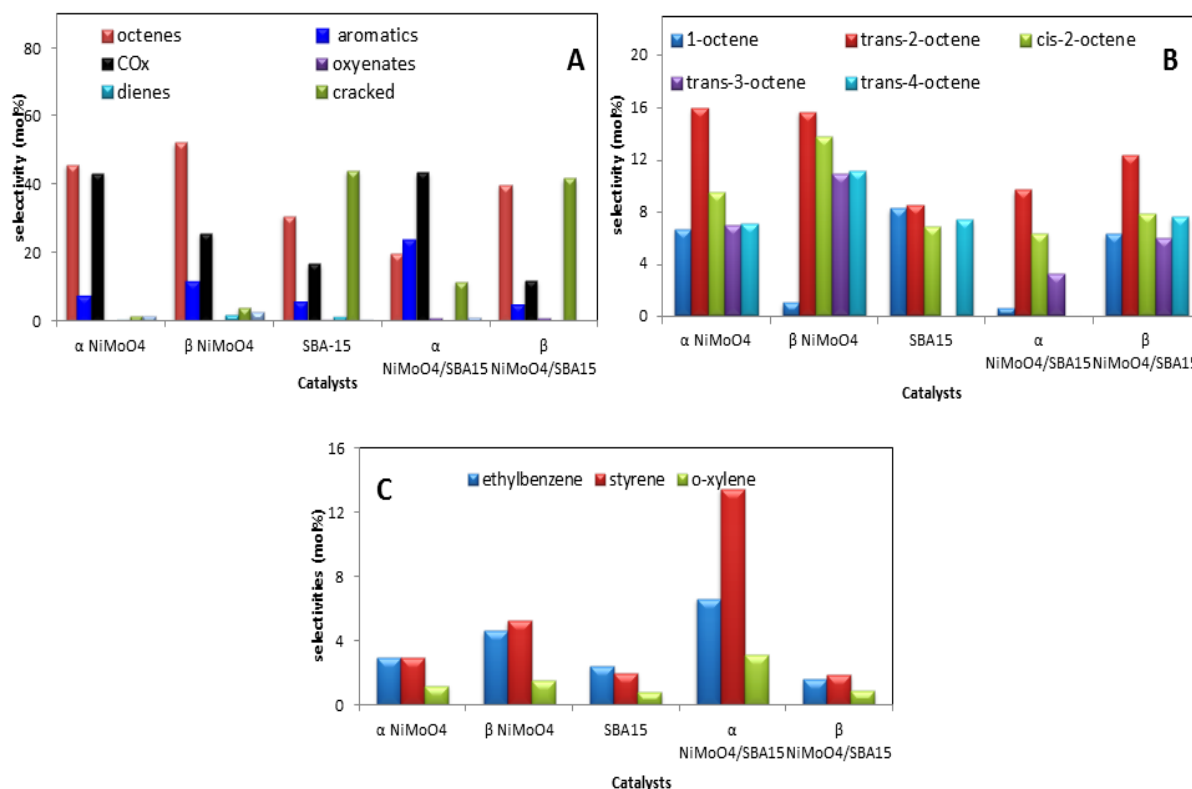 octenes aromatics
COx oxyenates
dienes cracked
A
selectivity (mol%)
80
60
40
20
0
α NiMoO4 β NiMoO4 SBA-15 α NiMoO4/SBA15 β NiMoO4/SBA15
Catalysts
1-octene trans-2-octene cis-2-octene
trans-3-octene trans-4-octene
B
selectivity (mol%)
20
16
12
8
4
0
α NiMoO4 β NiMoO4 SBA15 α NiMoO4/SBA15 β NiMoO4/SBA15
Catalysts
C
ethylbenzene styrene o-xylene
selectivities (mol%)
16
12
8
4
0
α NiMoO4 β NiMoO4 SBA15 α NiMoO4/SBA15 β NiMoO4/SBA15
Catalysts